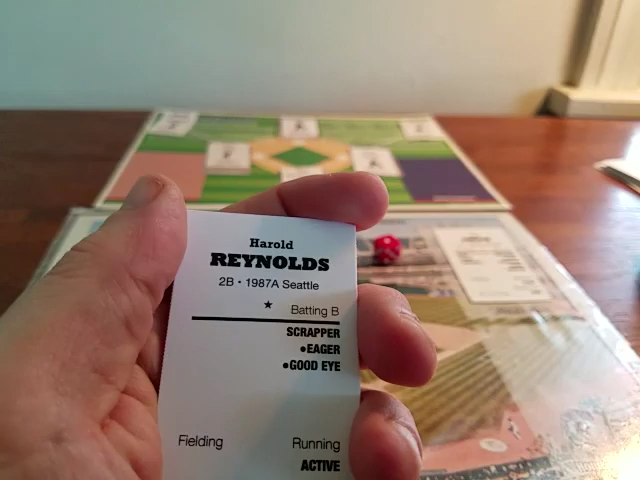 Harold
REYNOLDS
2B • 1987A Seattle
★ Batting B
SCRAPPER
•EAGER
•GOOD EYE
Fielding Running
ACTIVE